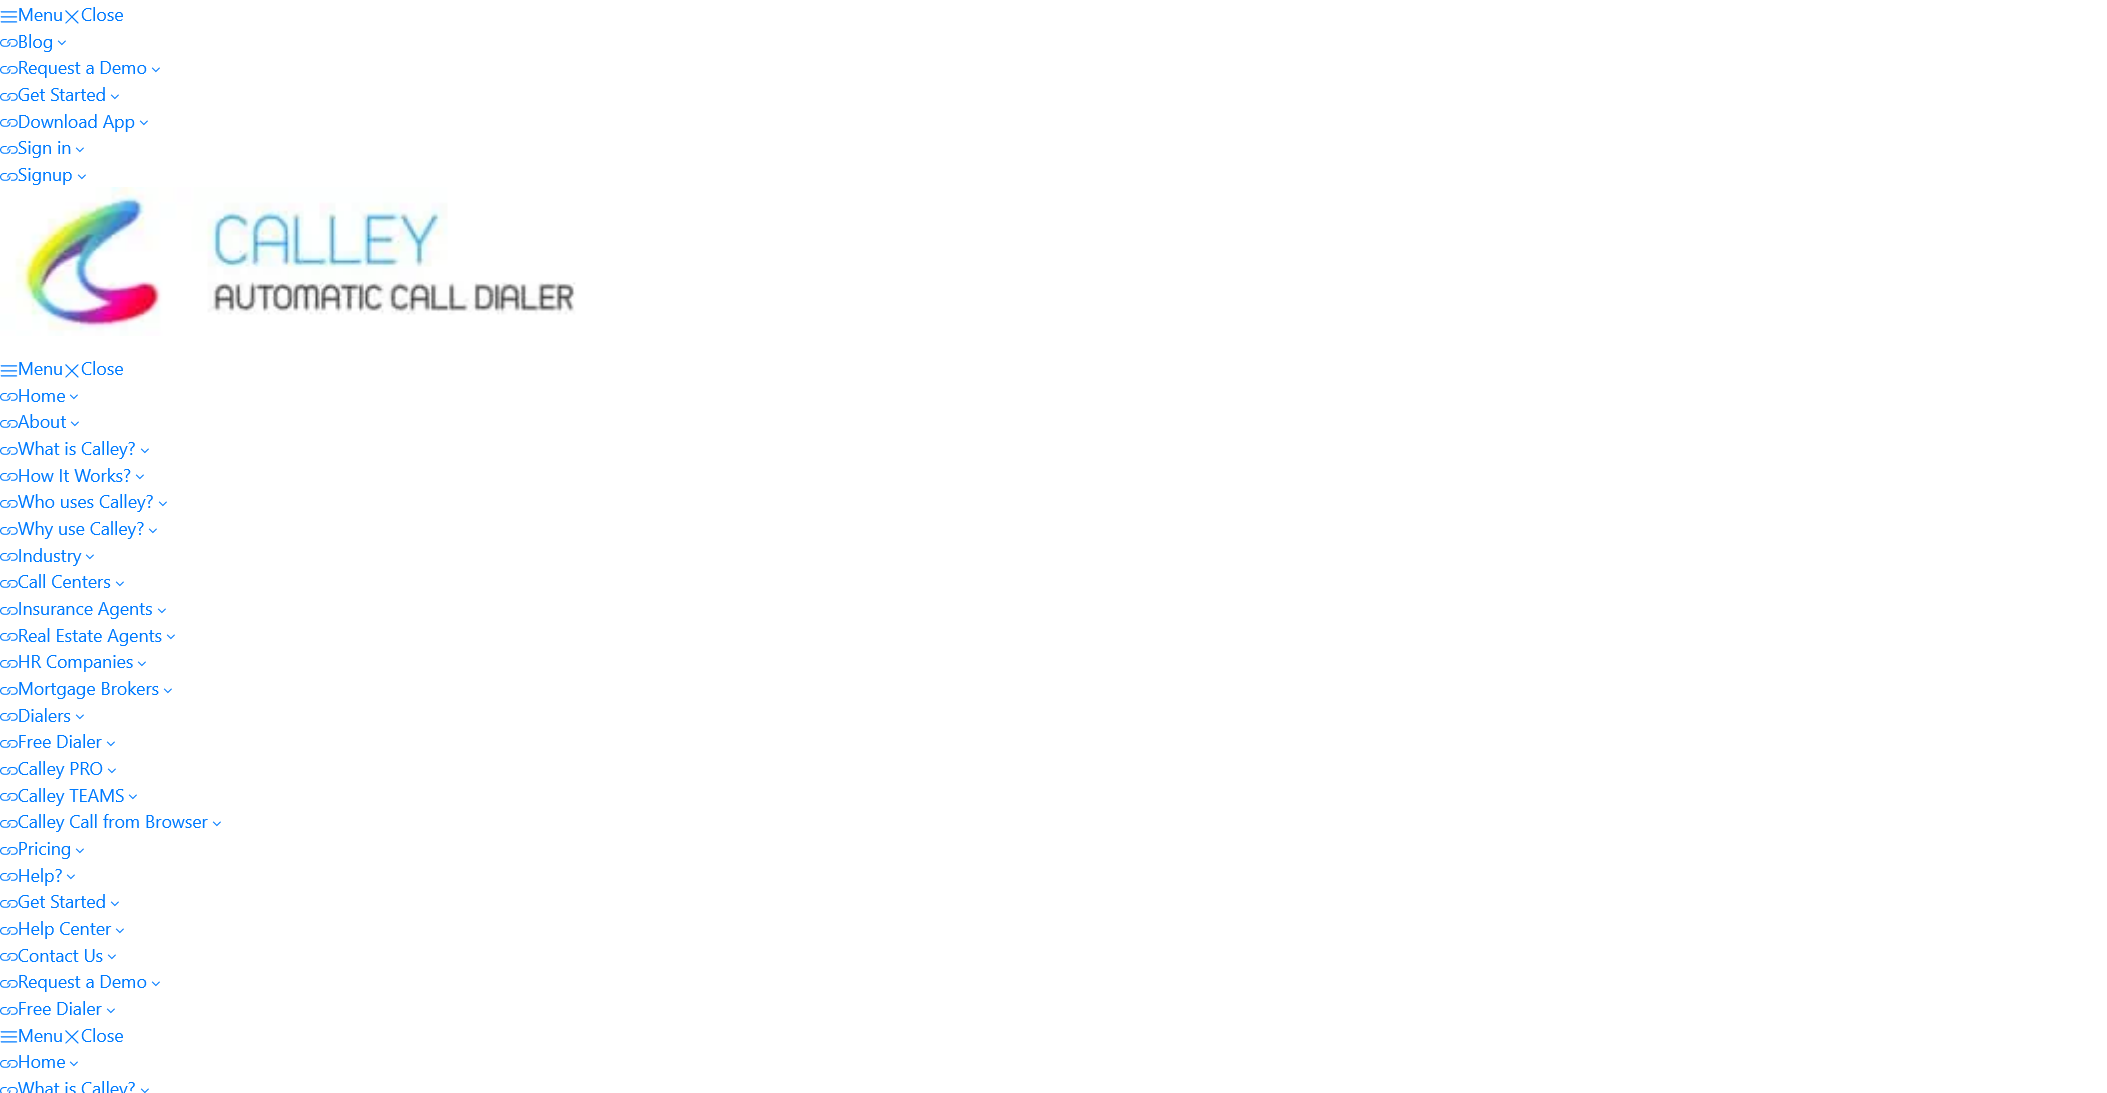 Menu Close
Blog
Request a Demo
Get Started
Download App
Sign in
Signup
CALLEY
AUTOMATIC CALL DIALER
Menu Close
Home
About
What is Calley?
How It Works?
Who uses Calley?
Why use Calley?
Industry
Call Centers
Insurance Agents
Real Estate Agents
HR Companies
Mortgage Brokers
Dialers
Free Dialer
Calley PRO
Calley TEAMS
Calley Call from Browser
Pricing
Help?
Get Started
Help Center
Contact Us
Request a Demo
Free Dialer
Menu Close
Home
What is Calley?